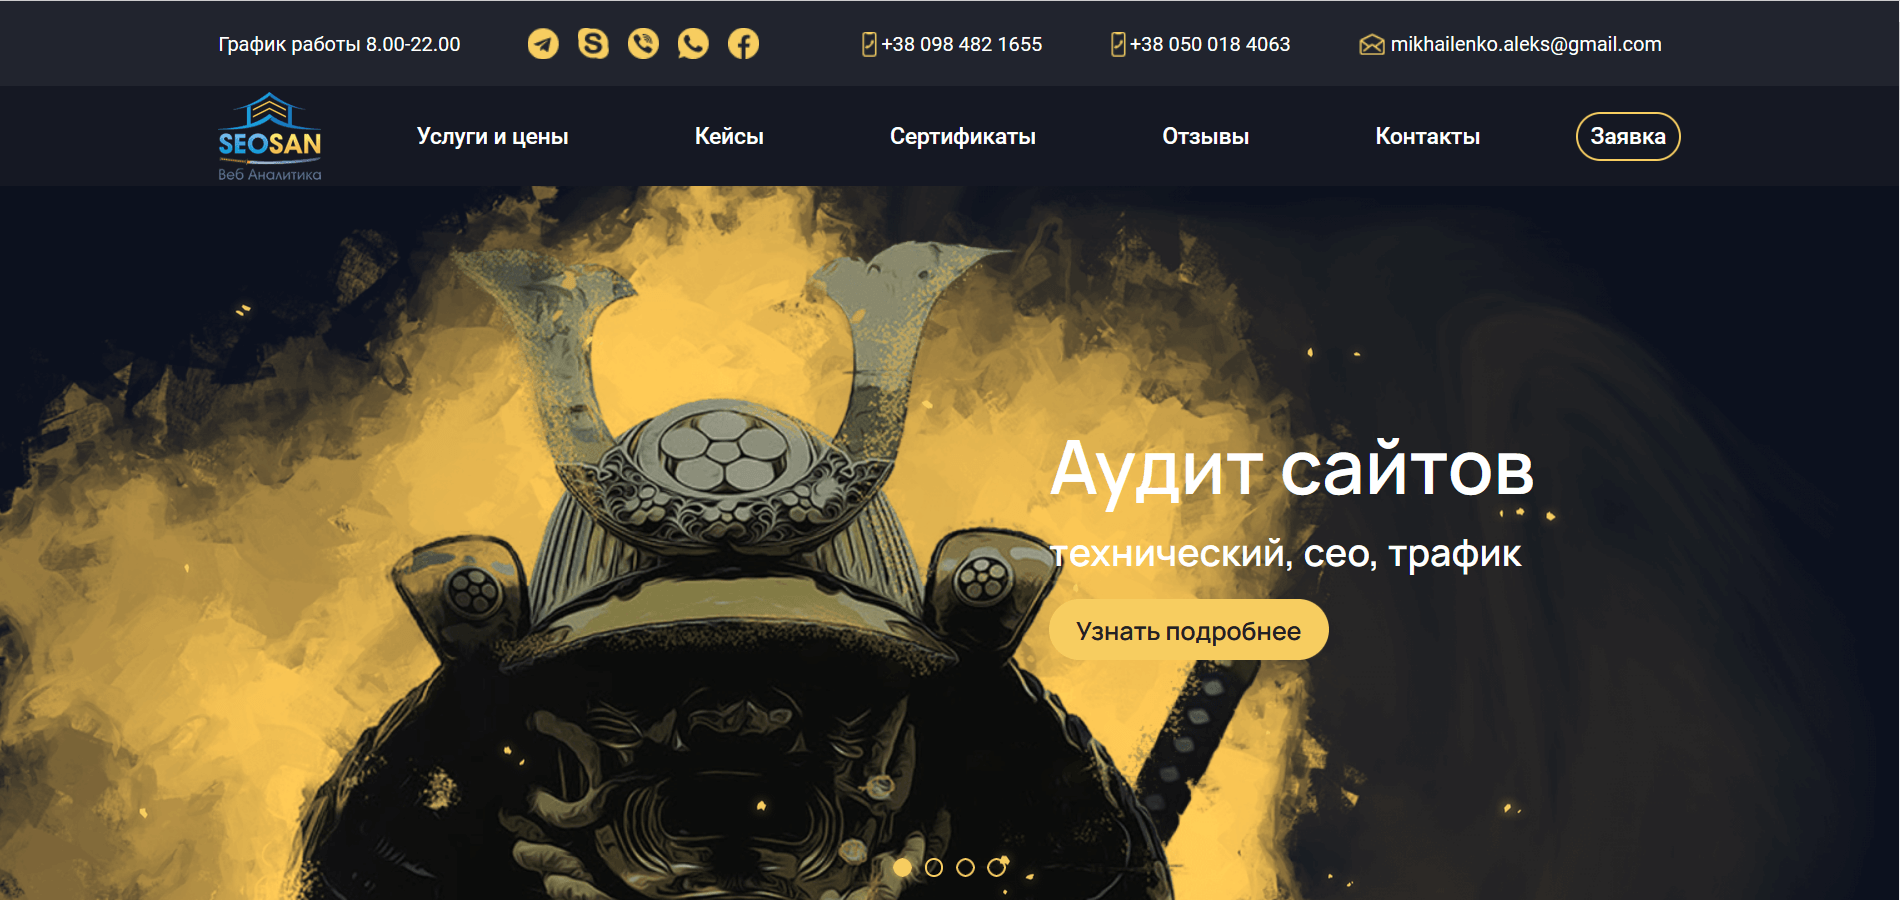 График работы 8.00-22.00
+38 098 482 1655
+38 050 018 4063
mikhailenko.aleks@gmail.com
SEOSAN
Веб Аналитика
Услуги и цены
Кейсы
Сертификаты
Отзывы
Контакты
Заявка
Аудит сайтов
технический, сео, трафик
Узнать подробнее